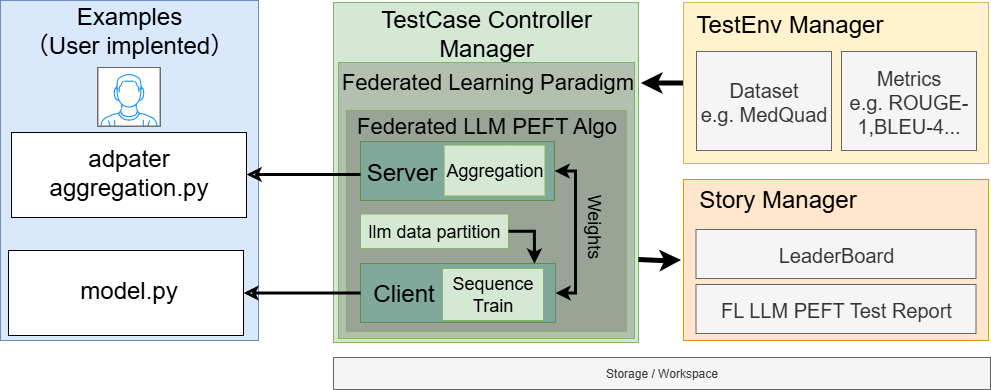 Examples
（User implented）
adpater
aggregation.py
model.py
TestCase Controller
Manager
Federated Learning Paradigm
Federated LLM PEFT Algo
Server
Aggregation
llm data partition
Weights
Client
Sequence
Train
TestEnv Manager
Dataset
e.g. MedQuad
Metrics
e.g. ROUGE-
1,BLEU-4...
Story Manager
LeaderBoard
FL LLM PEFT Test Report
Storage / Workspace